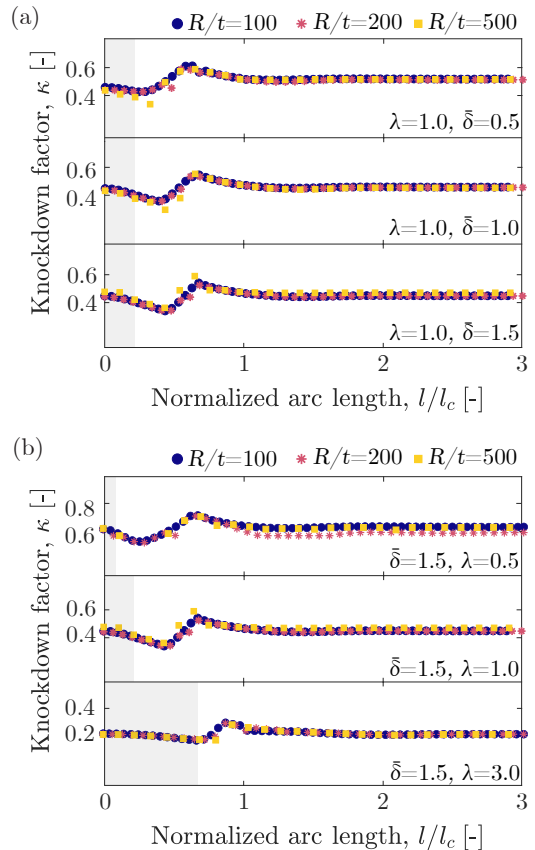 (a)
R/t=100 R/t=200 R/t=500
Knockdown factor, κ [-]
0.6
0.4
λ=1.0, δ̄=0.5
0.6
0.4
λ=1.0, δ̄=1.0
0.6
0.4
λ=1.0, δ̄=1.5
0 1 2 3
Normalized arc length, l/l_c [-]
(b)
R/t=100 R/t=200 R/t=500
Knockdown factor, κ [-]
0.8
0.6
δ̄=1.5, λ=0.5
0.6
0.4
δ̄=1.5, λ=1.0
0.4
0.2
δ̄=1.5, λ=3.0
0 1 2 3
Normalized arc length, l/l_c [-]